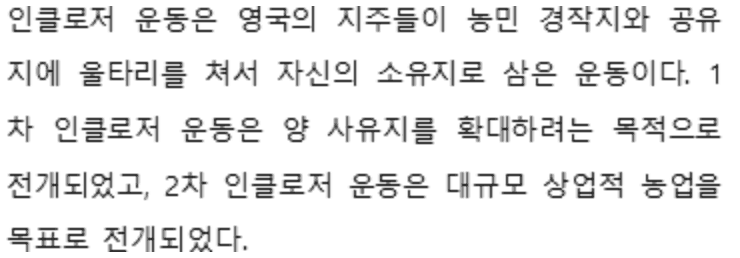 인클로저 운동은 영국의 지주들이 농민 경작지와 공유
지에 울타리를 쳐서 자신의 소유지로 삼은 운동이다. 1
차 인클로저 운동은 양 사유지를 확대하려는 목적으로
전개되었고, 2차 인클로저 운동은 대규모 상업적 농업을
목표로 전개되었다.